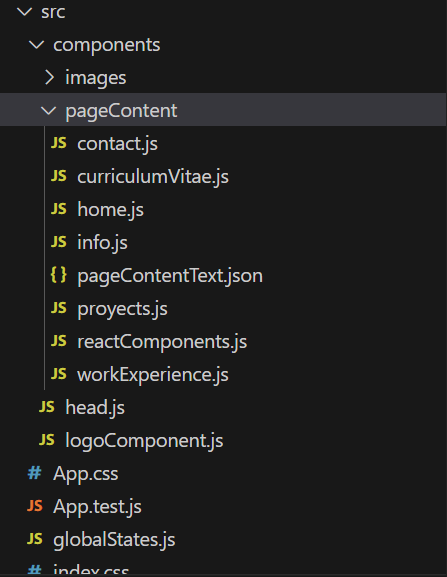 src
components
images
pageContent
JS contact.js
JS curriculumVitae.js
JS home.js
JS info.js
{ } pageContentText.json
JS proyects.js
JS reactComponents.js
JS workExperience.js
JS head.js
JS logoComponent.js
# App.css
JS App.test.js
JS globalStates.js
# index.css